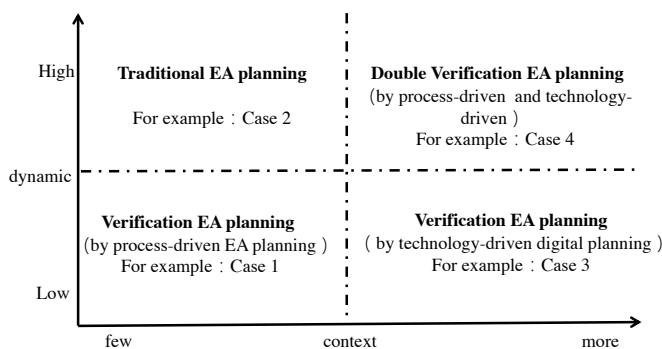 High
Traditional EA planning
For example：Case 2
Double Verification EA planning
（by process-driven and technology-
driven）
For example：Case 4
dynamic
Verification EA planning
（by process-driven EA planning）
For example：Case 1
Verification EA planning
（by technology-driven digital planning）
For example：Case 3
Low
few
context
more